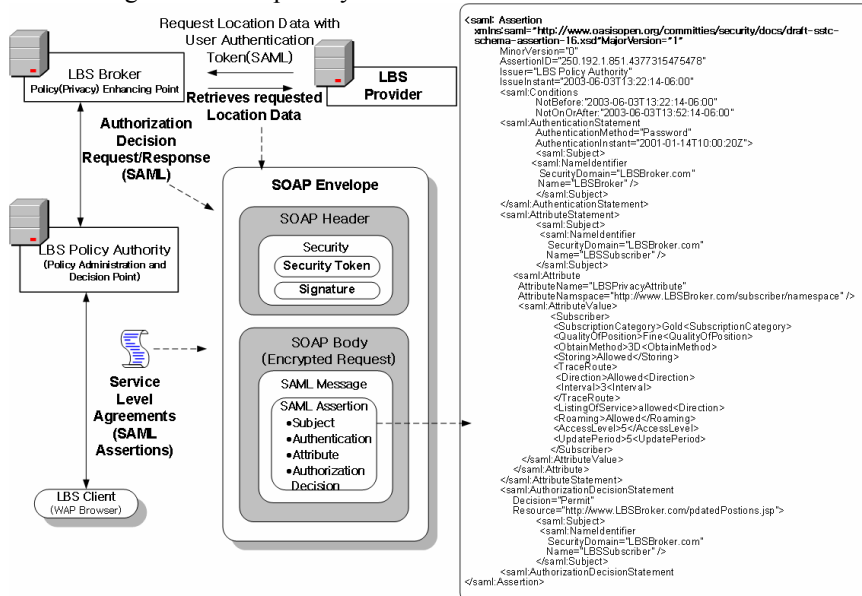 Request Location Data with
User Authentication
Token(SAML)
LBS Broker
Policy(Privacy) Enhancing Point
LBS
Provider
Retrieves requested
Location Data
Authorization
Decision
Request/Response
(SAML)
LBS Policy Authority
(Policy Administration and
Decision Point)
Service
Level
Agreements
(SAML
Assertions)
LBS Client
(WAP Browser)
SOAP Envelope
SOAP Header
Security
Security Token
Signature
SOAP Body
(Encrypted Request)
SAML Message
SAML Assertion
•Subject
•Authentication
•Attribute
•Authorization
Decision
<saml: Assertion
xmlns:saml="http://www.oasisopen.org/committies/security/docs/draft-sstc-
schema-assertion-16.xsd"MajorVersion="1"
MinorVersion="0"
AssertionID="250.192.1.851.4377315475478"
Issuer="LBS Policy Authority"
IssueInstant="2003-06-03T13:22:14-06:00"
<saml:Conditions
NotBefore:"2003-06-03T13:22:14-06:00"
NotOnOrAfter:"2003-06-03T13:52:14-06:00">
<saml:AuthenticationStatement
AuthenticationMethod="Password"
AuthenticationInstant="2001-01-14T10:00:20Z">
<saml:Subject>
<saml:NameIdentifier
SecurityDomain="LBSBroker.com"
Name="LBSBroker" />
</saml:Subject>
</saml:AuthenticationStatement>
<saml:AttributeStatement>
<saml:Subject>
<saml:NameIdentifier
SecurityDomain="LBSBroker.com"
Name="LBSSubscriber" />
</saml:Subject>
<saml:Attribute
AttributeName="LBSPrivacyAttribute"
AttributeNamspace="http://www.LBSBroker.com/subscriber/namespace" />
<saml:AttributeValue>
<Subscriber>
<SubscriptionCategory>Gold<SubscriptionCategory>
<QualityOfPosition>Fine<QualityOfPosition>
<ObtainMethod>3D<ObtainMethod>
<Storing>Allowed</Storing>
<TraceRoute>
<Direction>Allowed<Direction>
<Interval>3<Interval>
</TraceRoute>
<ListingOfService>allowed<Direction>
<Roaming>Allowed</Roaming>
<AccessLevel>5</AccessLevel>
<UpdatePeriod>5<UpdatePeriod>
</Subscriber>
</saml:AttributeValue>
</saml:Attribute>
</saml:AttributeStatement>
<saml:AuthorizationDecisionStatement
Decision="Permit"
Resource="http://www.LBSBroker.com/pdatedPostions.jsp">
<saml:Subject>
<saml:NameIdentifier
SecurityDomain="LBSBroker.com"
Name="LBSSubscriber" />
</saml:Subject>
<saml:AuthorizationDecisionStatement
</saml:Assertion>